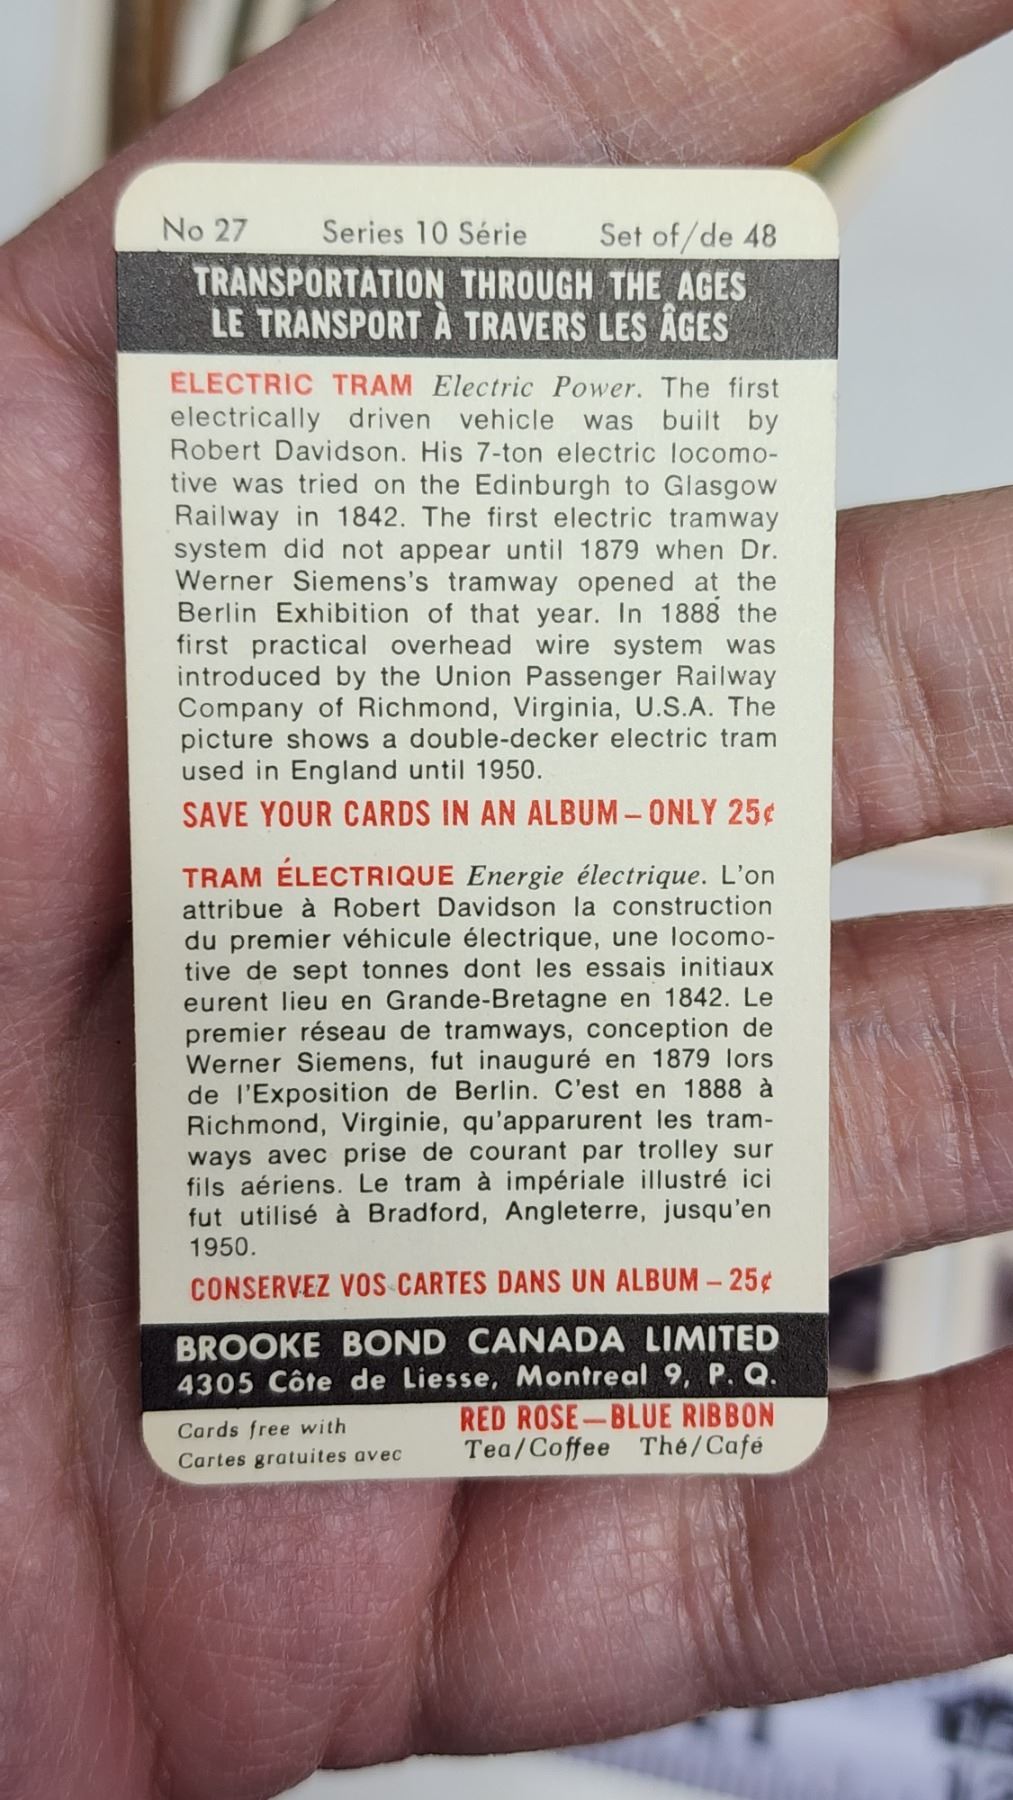 No 27 Series 10 Série Set of/de 48
TRANSPORTATION THROUGH THE AGES
LE TRANSPORT À TRAVERS LES ÂGES
ELECTRIC TRAM Electric Power. The first
electrically driven vehicle was built by
Robert Davidson. His 7-ton electric locomo-
tive was tried on the Edinburgh to Glasgow
Railway in 1842. The first electric tramway
system did not appear until 1879 when Dr.
Werner Siemens's tramway opened at the
Berlin Exhibition of that year. In 1888 the
first practical overhead wire system was
introduced by the Union Passenger Railway
Company of Richmond, Virginia, U.S.A. The
picture shows a double-decker electric tram
used in England until 1950.
SAVE YOUR CARDS IN AN ALBUM – ONLY 25¢
TRAM ÉLECTRIQUE Energie électrique. L'on
attribue à Robert Davidson la construction
du premier véhicule électrique, une locomo-
tive de sept tonnes dont les essais initiaux
eurent lieu en Grande-Bretagne en 1842. Le
premier réseau de tramways, conception de
Werner Siemens, fut inauguré en 1879 lors
de l'Exposition de Berlin. C'est en 1888 à
Richmond, Virginie, qu'apparurent les tram-
ways avec prise de courant par trolley sur
fils aériens. Le tram à impériale illustré ici
fut utilisé à Bradford, Angleterre, jusqu'en
1950.
CONSERVEZ VOS CARTES DANS UN ALBUM – 25¢
BROOKE BOND CANADA LIMITED
4305 Côte de Liesse, Montreal 9, P. Q.
Cards free with RED ROSE—BLUE RIBBON
Cartes gratuites avec Tea/Coffee Thé/Café